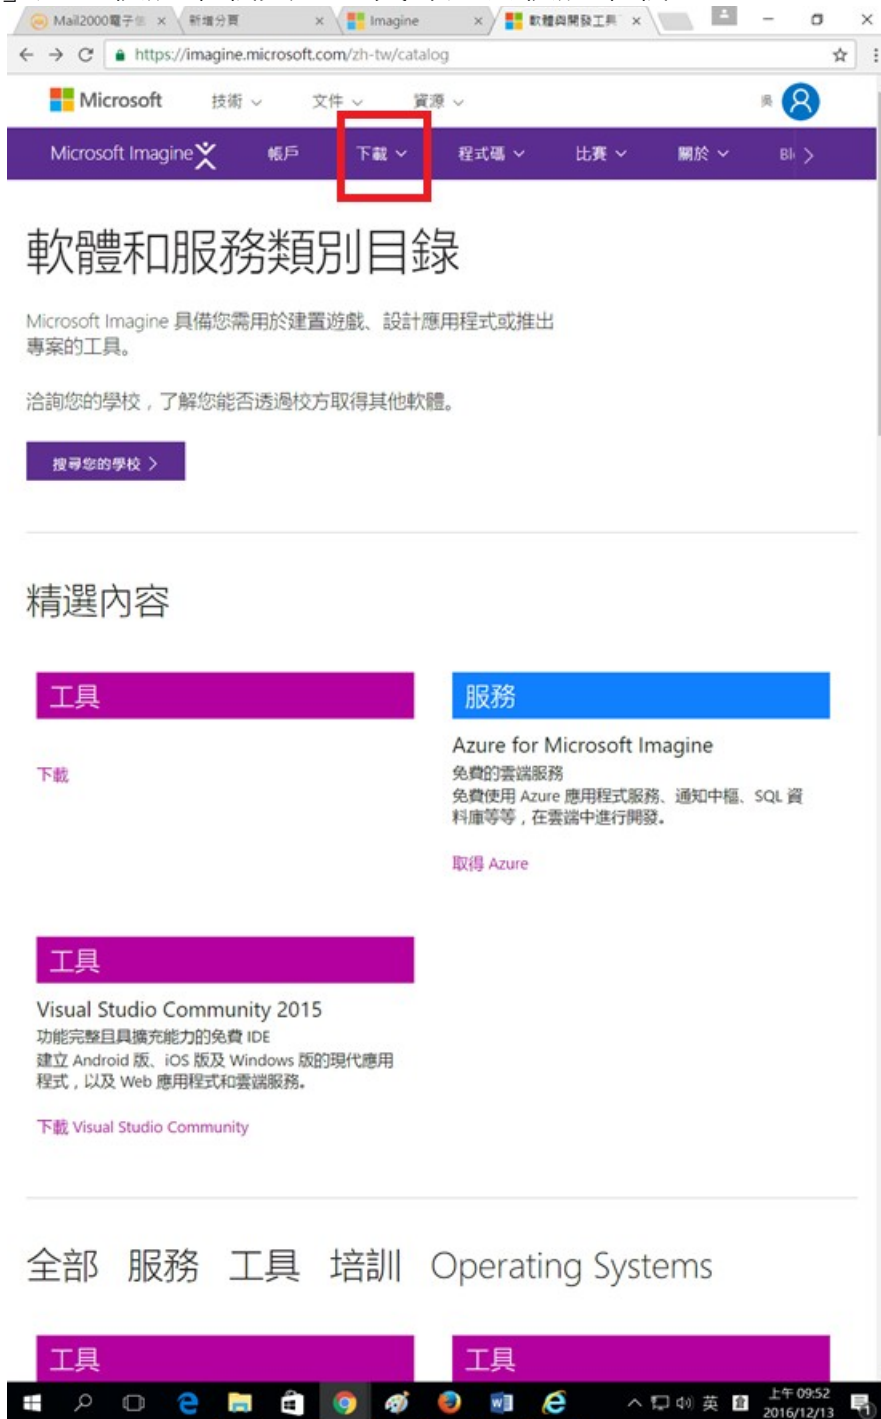 Mail2000電子信
新增分頁
Imagine
軟體與開發工具
https://imagine.microsoft.com/zh-tw/catalog
Microsoft 技術 文件 資源 吳
Microsoft Imagine 帳戶 下載 程式碼 比賽 關於 Bl
軟體和服務類別目錄
Microsoft Imagine 具備您需用於建置遊戲、設計應用程式或推出
專案的工具。
洽詢您的學校，了解您能否透過校方取得其他軟體。
搜尋您的學校
精選內容
工具
下載
服務
Azure for Microsoft Imagine
免費的雲端服務
免費使用 Azure 應用程式服務、通知中樞、SQL 資
料庫等等，在雲端中進行開發。
取得 Azure
工具
Visual Studio Community 2015
功能完整且具擴充能力的免費 IDE
建立 Android 版、iOS 版及 Windows 版的現代應用
程式，以及 Web 應用程式和雲端服務。
下載 Visual Studio Community
全部 服務 工具 培訓 Operating Systems
工具 工具
英
上午 09:52
2016/12/13